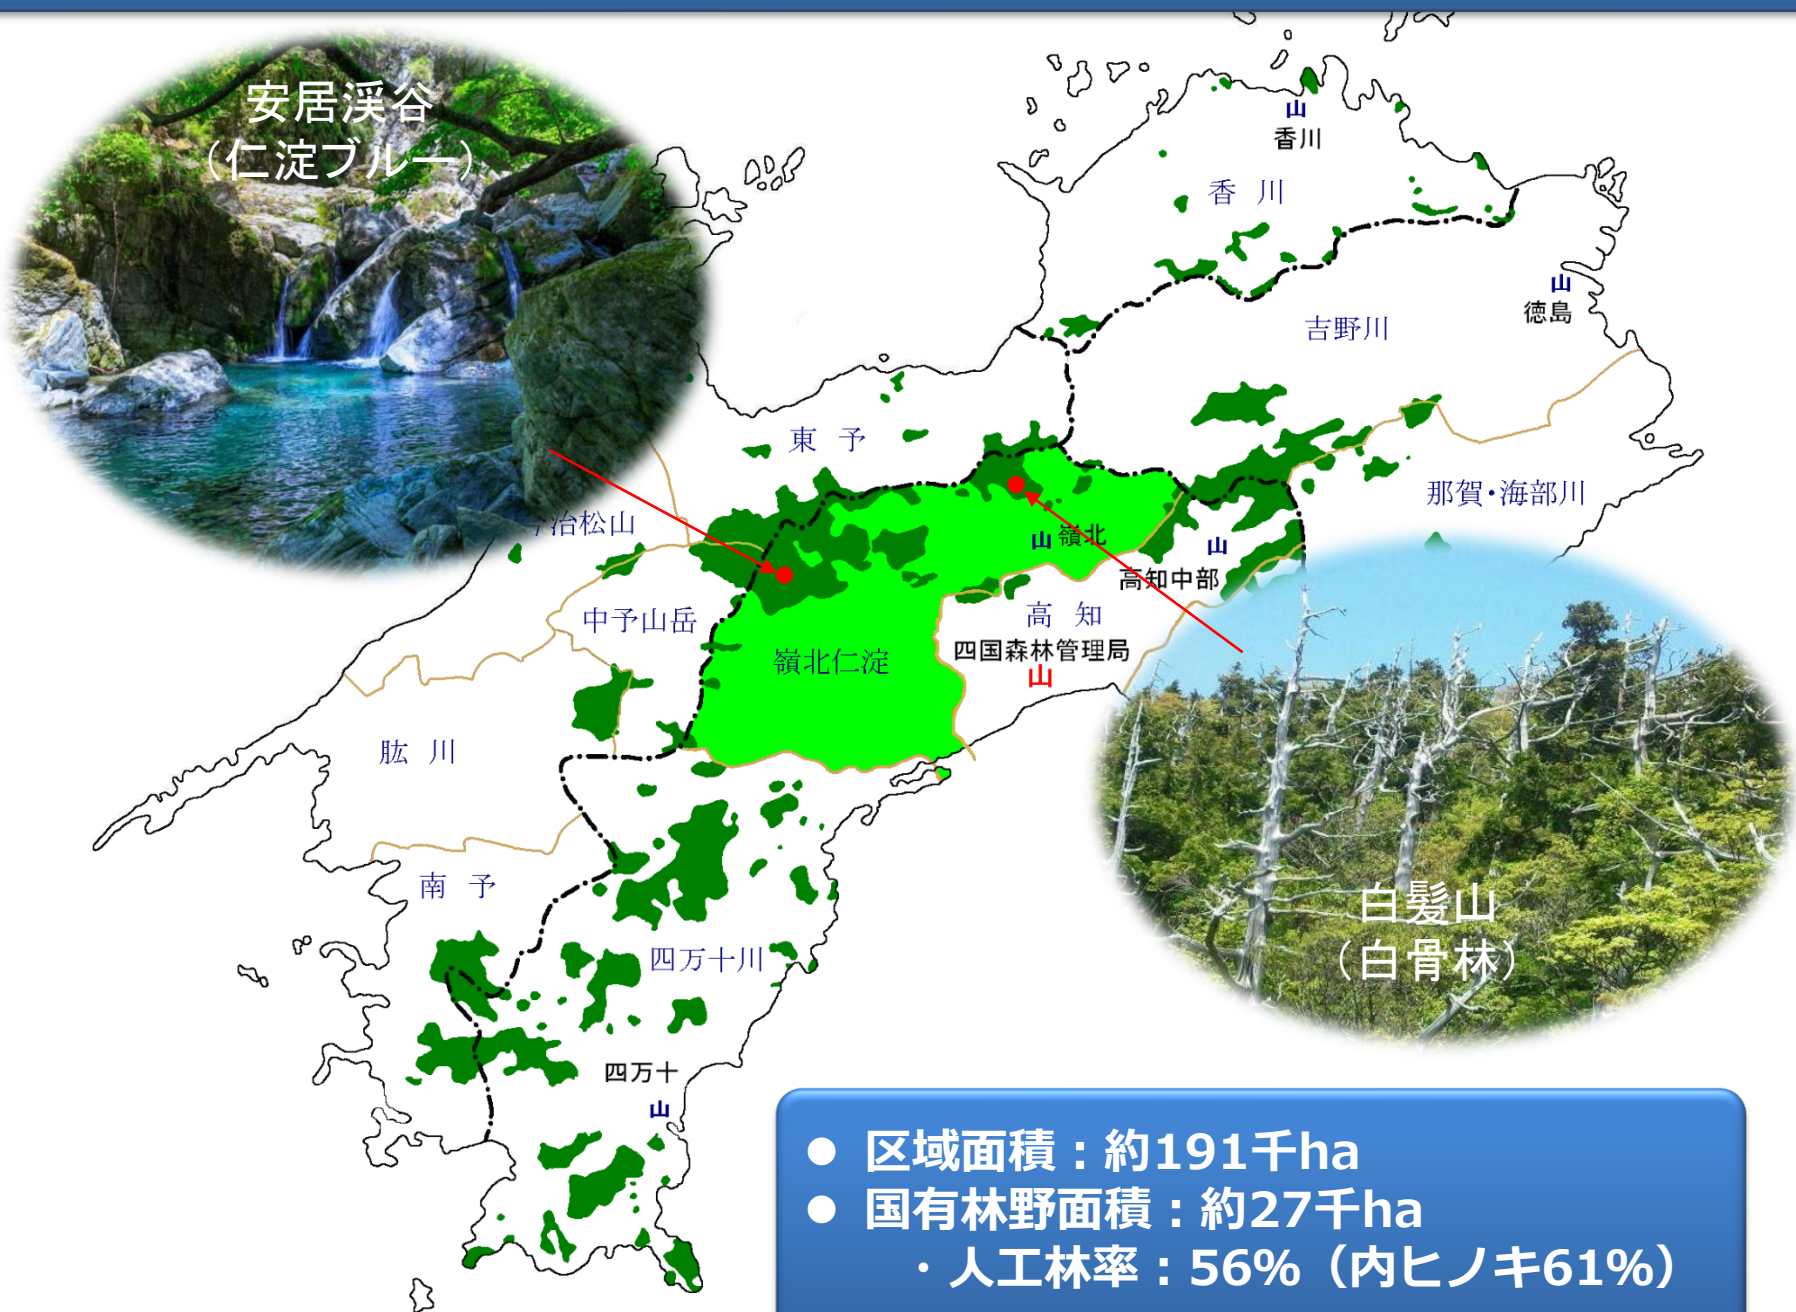 安居渓谷
（仁淀ブルー）
山
香川
香 川
山
徳島
吉野川
東 予
那賀・海部川
今治松山
山 嶺北
山
高知中部
中予山岳
高 知
四国森林管理局
山
嶺北仁淀
肱 川
南 予
四万十川
白髪山
（白骨林）
四万十
山
● 区域面積：約191千ha
● 国有林野面積：約27千ha
・人工林率：56%（内ヒノキ61%）